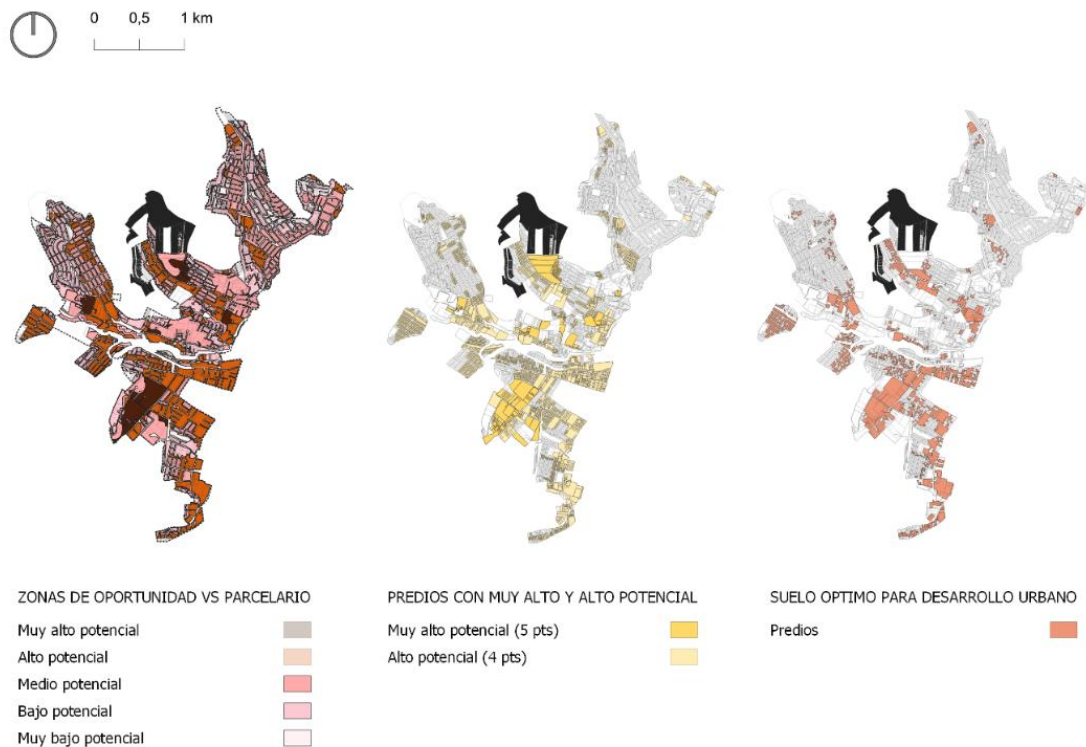 0 0,5 1 km
ZONAS DE OPORTUNIDAD VS PARCELARIO
Muy alto potencial
Alto potencial
Medio potencial
Bajo potencial
Muy bajo potencial
PREDIOS CON MUY ALTO Y ALTO POTENCIAL
Muy alto potencial (5 pts)
Alto potencial (4 pts)
SUELO OPTIMO PARA DESARROLLO URBANO
Predios